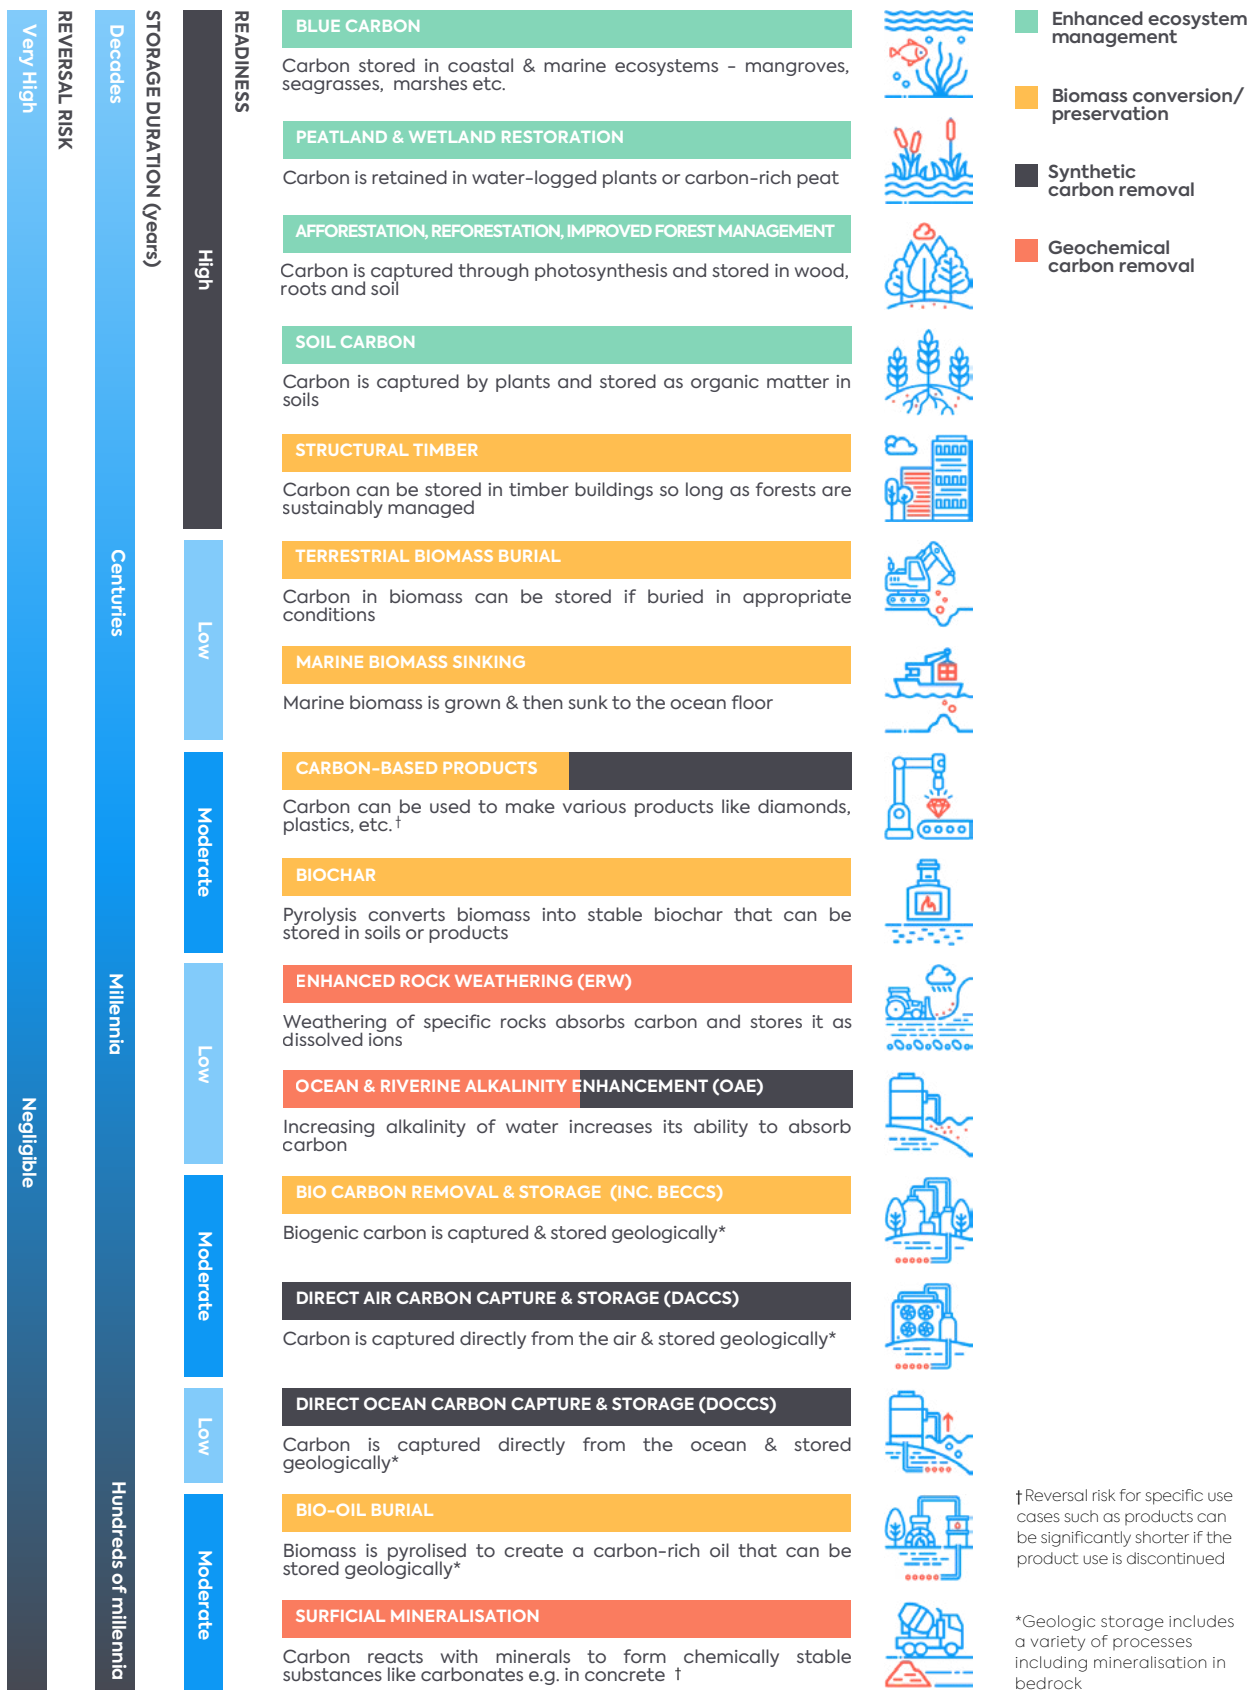 Very High
Negligible
REVERSAL RISK
Decades
Centuries
Millennia
Hundreds of millennia
STORAGE DURATION (years)
High
Low
Moderate
Low
Moderate
Low
Moderate
READINESS
BLUE CARBON
Carbon stored in coastal & marine ecosystems - mangroves,
seagrasses, marshes etc.
PEATLAND & WETLAND RESTORATION
Carbon is retained in water-logged plants or carbon-rich peat
AFFORESTATION, REFORESTATION, IMPROVED FOREST MANAGEMENT
Carbon is captured through photosynthesis and stored in wood,
roots and soil
SOIL CARBON
Carbon is captured by plants and stored as organic matter in
soils
STRUCTURAL TIMBER
Carbon can be stored in timber buildings so long as forests are
sustainably managed
TERRESTRIAL BIOMASS BURIAL
Carbon in biomass can be stored if buried in appropriate
conditions
MARINE BIOMASS SINKING
Marine biomass is grown & then sunk to the ocean floor
CARBON-BASED PRODUCTS
Carbon can be used to make various products like diamonds,
plastics, etc. †
BIOCHAR
Pyrolysis converts biomass into stable biochar that can be
stored in soils or products
ENHANCED ROCK WEATHERING (ERW)
Weathering of specific rocks absorbs carbon and stores it as
dissolved ions
OCEAN & RIVERINE ALKALINITY ENHANCEMENT (OAE)
Increasing alkalinity of water increases its ability to absorb
carbon
BIO CARBON REMOVAL & STORAGE (INC. BECCS)
Biogenic carbon is captured & stored geologically*
DIRECT AIR CARBON CAPTURE & STORAGE (DACCS)
Carbon is captured directly from the air & stored geologically*
DIRECT OCEAN CARBON CAPTURE & STORAGE (DOCCS)
Carbon is captured directly from the ocean & stored
geologically*
BIO-OIL BURIAL
Biomass is pyrolised to create a carbon-rich oil that can be
stored geologically*
SURFICIAL MINERALISATION
Carbon reacts with minerals to form chemically stable
substances like carbonates e.g. in concrete †
Enhanced ecosystem
management
Biomass conversion/
preservation
Synthetic
carbon removal
Geochemical
carbon removal
† Reversal risk for specific use
cases such as products can
be significantly shorter if the
product use is discontinued
*Geologic storage includes
a variety of processes
including mineralisation in
bedrock